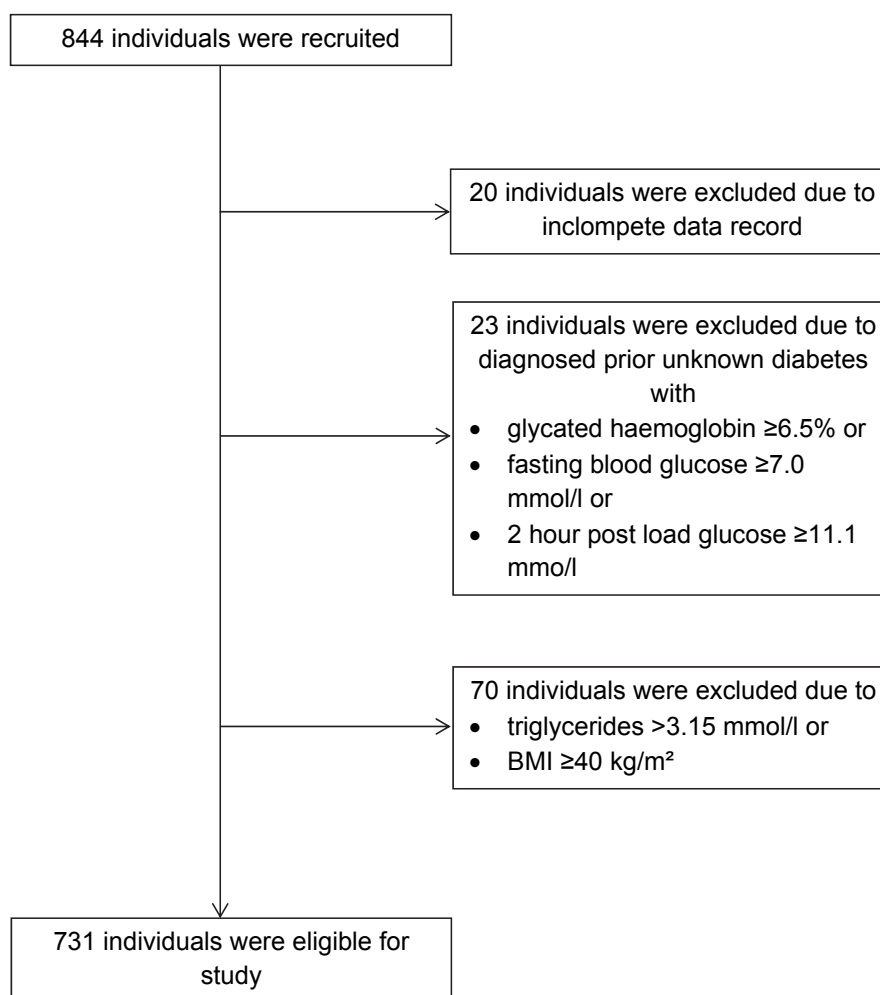 844 individuals were recruited
20 individuals were excluded due to
inclompete data record
23 individuals were excluded due to
diagnosed prior unknown diabetes
with
• glycated haemoglobin ≥6.5% or
• fasting blood glucose ≥7.0
mmol/l or
• 2 hour post load glucose ≥11.1
mmo/l
70 individuals were excluded due to
• triglycerides >3.15 mmol/l or
• BMI ≥40 kg/m²
731 individuals were eligible for
study